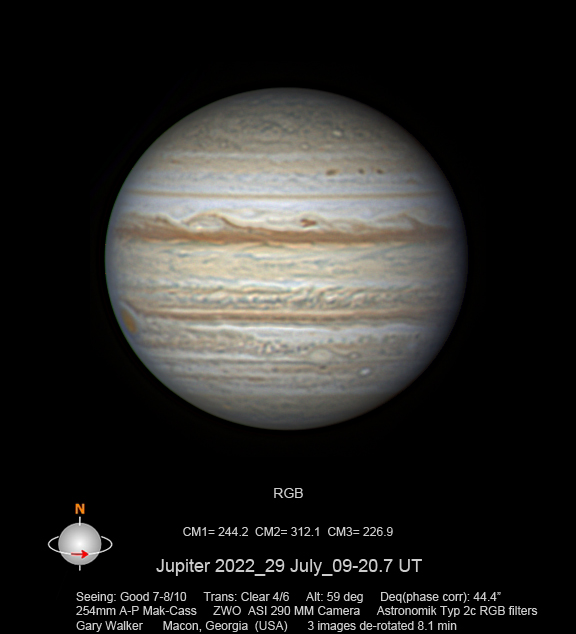 RGB
N
CM1= 244.2 CM2= 312.1 CM3= 226.9
Jupiter 2022_29 July_09-20.7 UT
Seeing: Good 7-8/10 Trans: Clear 4/6 Alt: 59 deg Deq(phase corr): 44.4”
254mm A-P Mak-Cass ZWO ASI 290 MM Camera Astronomik Typ 2c RGB filters
Gary Walker Macon, Georgia (USA) 3 images de-rotated 8.1 min